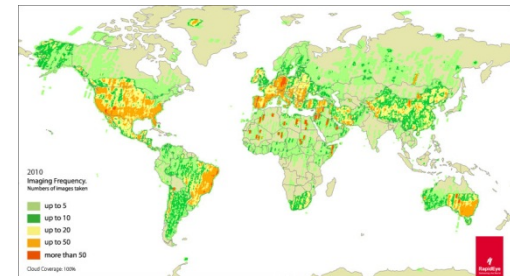 2010
Imaging Frequency,
Numbers of images taken
up to 5
up to 10
up to 20
up to 50
more than 50
Cloud Coverage: 100%
RapidEye